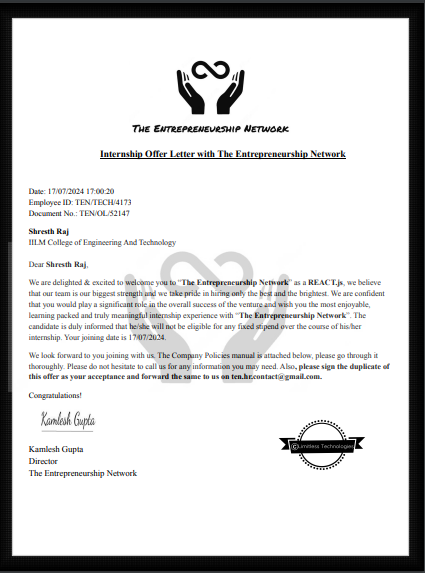 The Entrepreneurship Network
Internship Offer Letter with The Entrepreneurship Network
Date: 17/07/2024 17:00:20
Employee ID: TEN/TECH/4173
Document No.: TEN/OL/52147
Shresth Raj
IILM College of Engineering And Technology
Dear Shresth Raj,
We are delighted & excited to welcome you to “The Entrepreneurship Network” as a REACT.js, we believe
that our team is our biggest strength and we take pride in hiring only the best and the brightest. We are confident
that you would play a significant role in the overall success of the venture and wish you the most enjoyable,
learning packed and truly meaningful internship experience with “The Entrepreneurship Network”. The
candidate is duly informed that he/she will not be eligible for any fixed stipend over the course of his/her
internship. Your joining date is 17/07/2024.
We look forward to you joining with us. The Company Policies manual is attached below, please go through it
thoroughly. Please do not hesitate to call us for any information you may need. Also, please sign the duplicate of
this offer as your acceptance and forward the same to us on ten.hr.contact@gmail.com.
Congratulations!
Kamlesh Gupta
Limitless Technologies
Kamlesh Gupta
Director
The Entrepreneurship Network